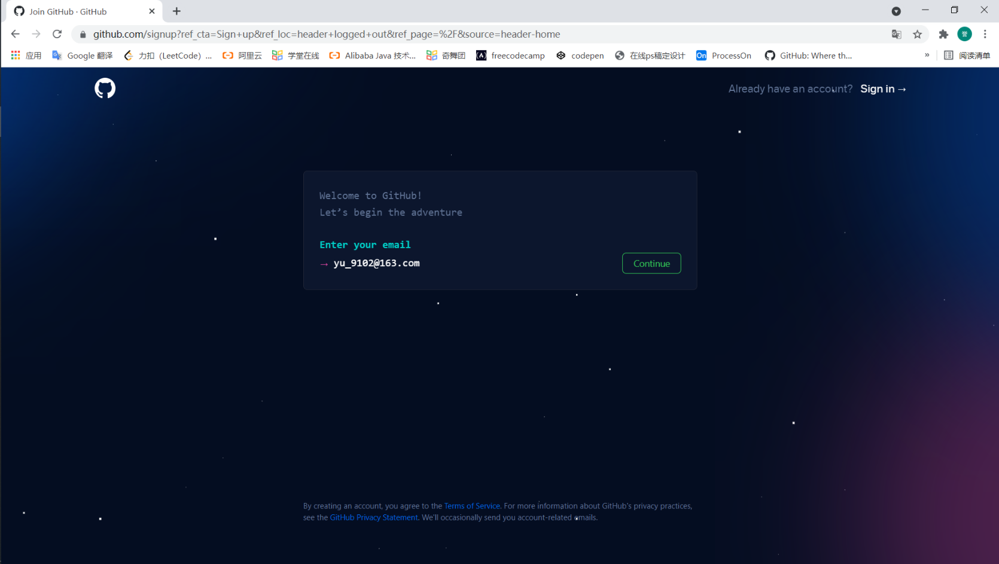 Join GitHub · GitHub
github.com/signup?ref_cta=Sign+up&ref_loc=header+logged+out&ref_page=%2F&source=header-home
誉
应用 Google 翻译 力扣（LeetCode）... 阿里云 学堂在线 Alibaba Java 技术... 奇舞团 freecodecamp codepen 在线ps稿定设计 On ProcessOn GitHub: Where th... » 阅读清单
Already have an account? Sign in →
Welcome to GitHub!
Let’s begin the adventure
Enter your email
→ yu_9102@163.com
Continue
By creating an account, you agree to the Terms of Service. For more information about GitHub’s privacy practices,
see the GitHub Privacy Statement. We’ll occasionally send you account-related emails.